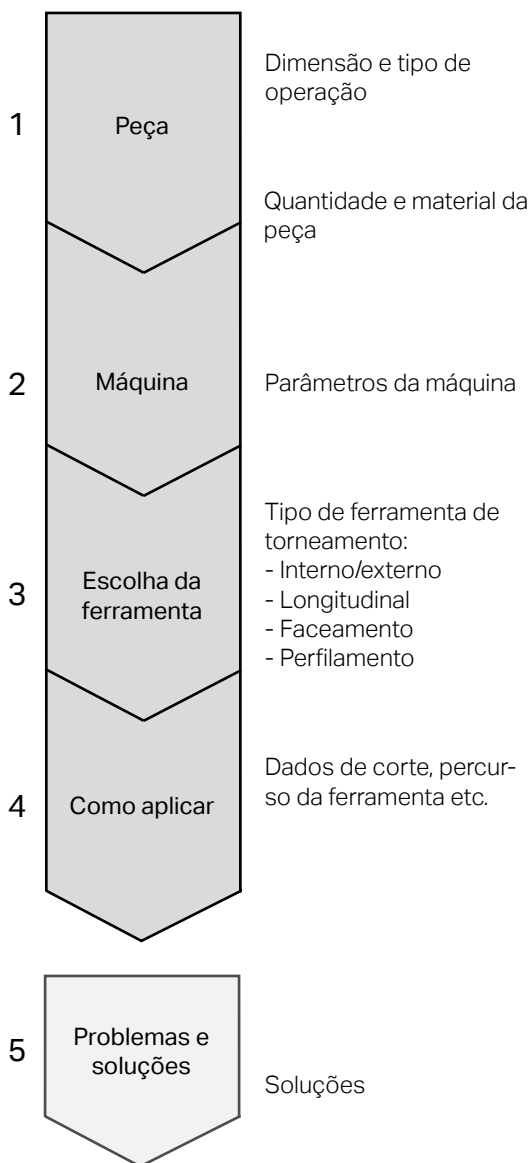 1
Peça
Dimensão e tipo de
operação
Quantidade e material da
peça
2
Máquina
Parâmetros da máquina
3
Escolha da
ferramenta
Tipo de ferramenta de
torneamento:
- Interno/externo
- Longitudinal
- Faceamento
- Perfilamento
4
Como aplicar
Dados de corte, percur-
so da ferramenta etc.
5
Problemas e
soluções
Soluções